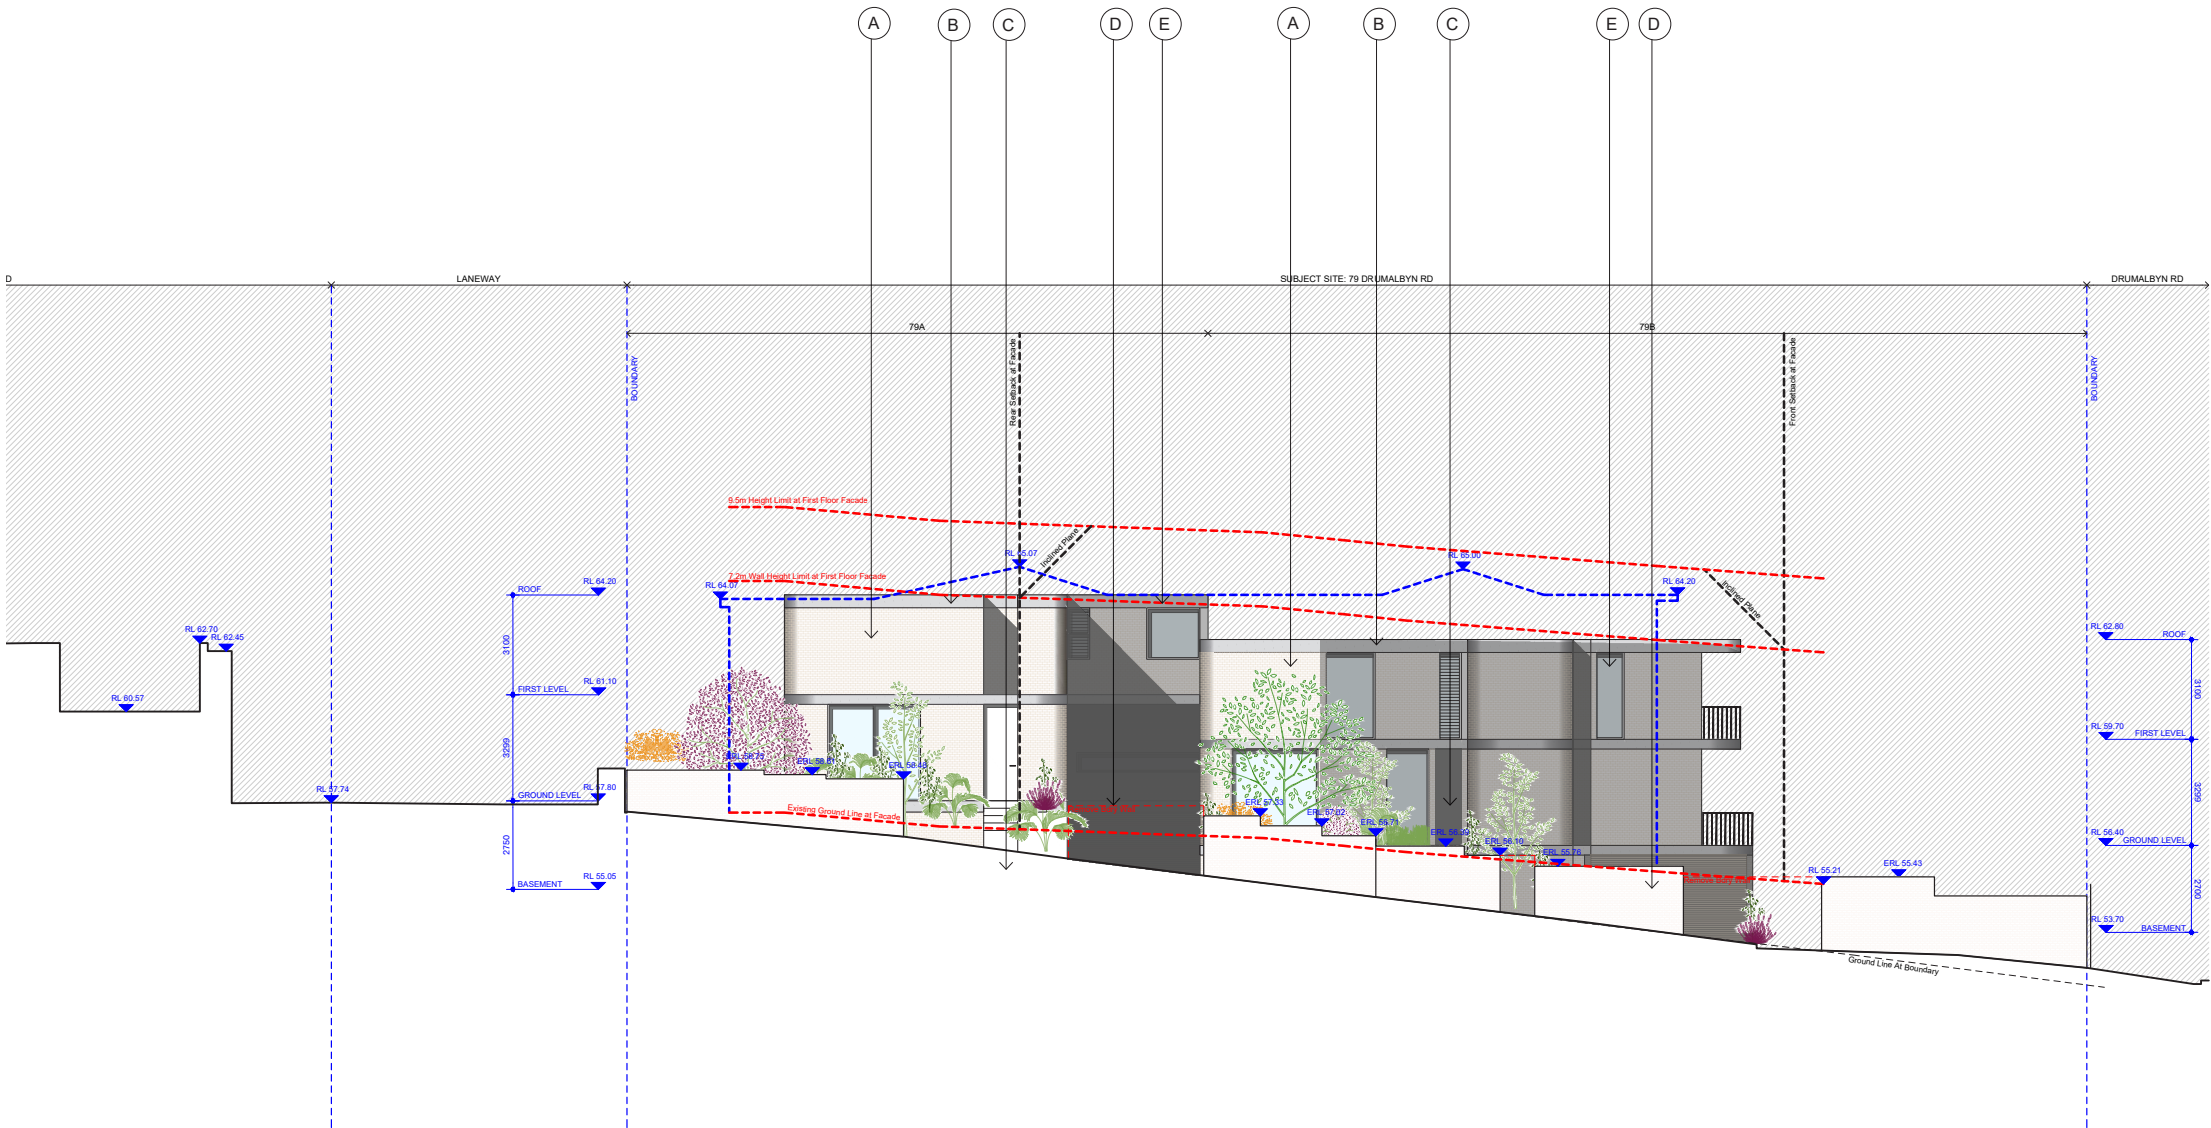 A B C D E A B C E D
D
LANEWAY
SUBJECT SITE: 79 DRUMALBYN RD
DRUMALBYN RD
79A
79B
BOUNDARY
Rear Setback at Facade
Front Setback at Facade
BOUNDARY
9.5m Height Limit at First Floor Facade
Inclined Plane
RL 65.07
RL 65.00
7.2m Wall Height Limit at First Floor Facade
Inclined Plane
ROOF
RL 64.20
RL 64.07
RL 64.20
RL 62.70
RL 62.45
RL 62.80
ROOF
3100
3100
FIRST LEVEL
RL 61.10
RL 60.57
RL 59.70
FIRST LEVEL
3299
3299
ERL 58.48
RL 57.74
GROUND LEVEL
RL 57.80
Existing Ground Line at Facade
ERL 57.33
ERL 57.02
ERL 56.71
ERL 56.39
ERL 56.10
ERL 55.76
RL 56.40
GROUND LEVEL
2750
2700
RL 55.21
ERL 55.43
BASEMENT
RL 55.05
RL 53.70
BASEMENT
Ground Line At Boundary